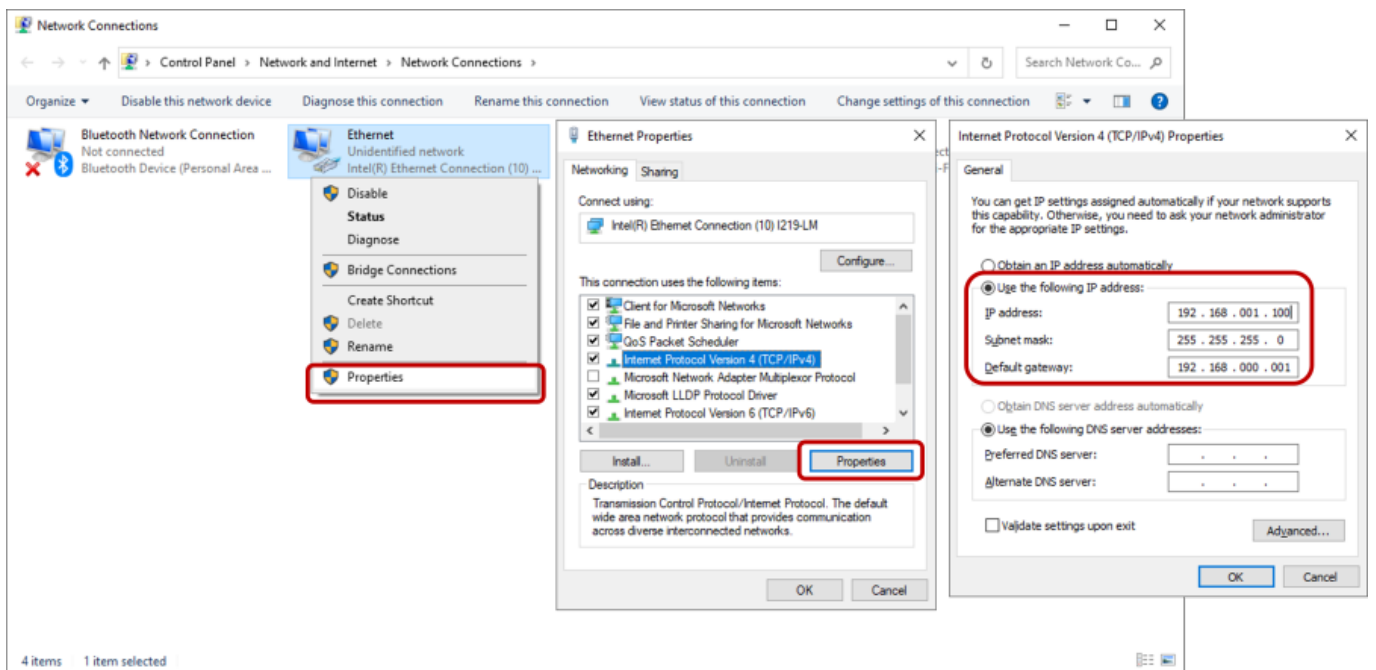 Network Connections
Control Panel > Network and Internet > Network Connections >
Search Network Co...
Organize
Disable this network device
Diagnose this connection
Rename this connection
View status of this connection
Change settings of this connection
Bluetooth Network Connection
Not connected
Bluetooth Device (Personal Area ...
Ethernet
Unidentified network
Intel(R) Ethernet Connection (10) ...
Disable
Status
Diagnose
Bridge Connections
Create Shortcut
Delete
Rename
Properties
Ethernet Properties
Networking
Sharing
Connect using:
Intel(R) Ethernet Connection (10) I219-LM
Configure...
This connection uses the following items:
Client for Microsoft Networks
File and Printer Sharing for Microsoft Networks
QoS Packet Scheduler
Internet Protocol Version 4 (TCP/IPv4)
Microsoft Network Adapter Multiplexor Protocol
Microsoft LLDP Protocol Driver
Internet Protocol Version 6 (TCP/IPv6)
Install...
Uninstall
Properties
Description
Transmission Control Protocol/Internet Protocol. The default
wide area network protocol that provides communication
across diverse interconnected networks.
OK
Cancel
Internet Protocol Version 4 (TCP/IPv4) Properties
General
You can get IP settings assigned automatically if your network supports
this capability. Otherwise, you need to ask your network administrator
for the appropriate IP settings.
Obtain an IP address automatically
Use the following IP address:
IP address:
192 . 168 . 001 . 100
Subnet mask:
255 . 255 . 255 . 0
Default gateway:
192 . 168 . 000 . 001
Obtain DNS server address automatically
Use the following DNS server addresses:
Preferred DNS server:
. . .
Alternate DNS server:
. . .
Validate settings upon exit
Advanced...
OK
Cancel
4 items
1 item selected